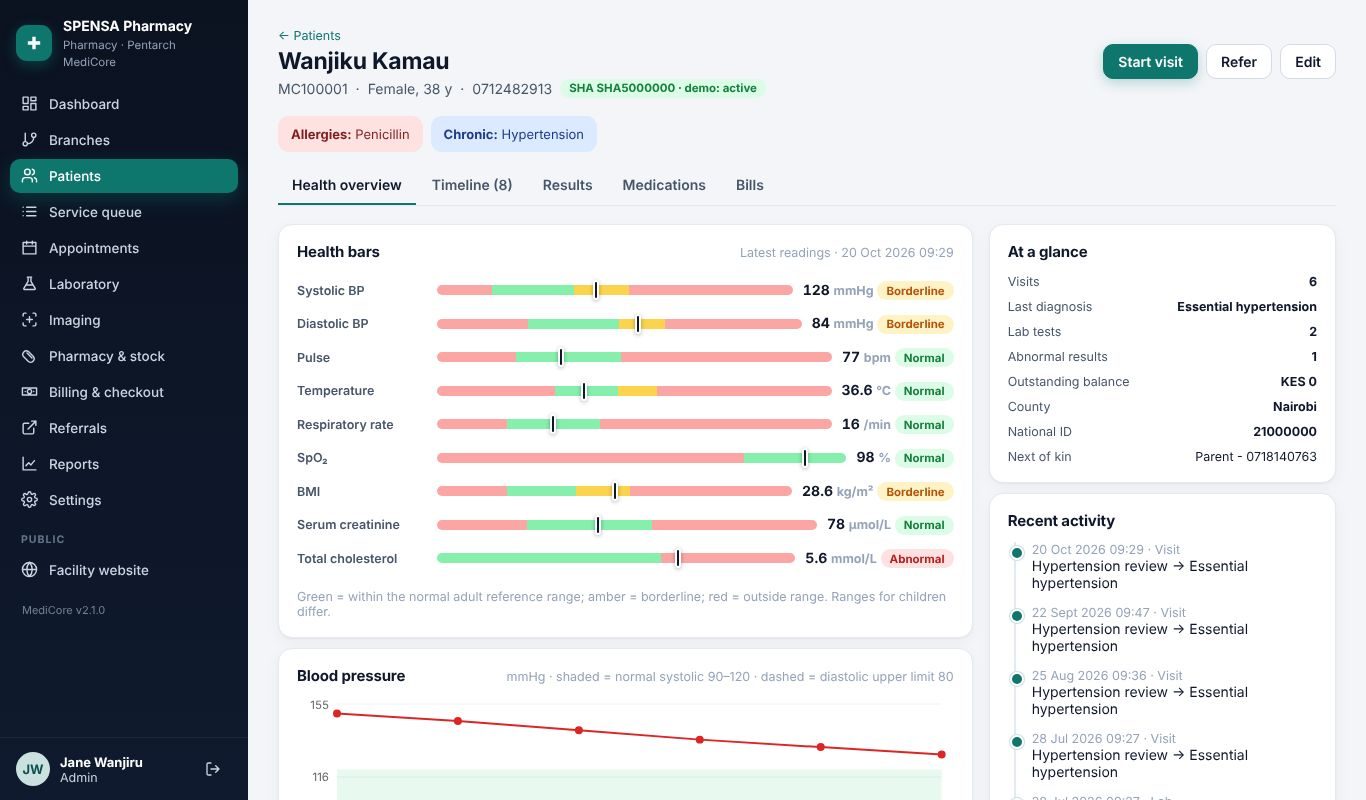 SPENSA Pharmacy
Pharmacy · Pentarch
MediCore
Dashboard
Branches
Patients
Service queue
Appointments
Laboratory
Imaging
Pharmacy & stock
Billing & checkout
Referrals
Reports
Settings
PUBLIC
Facility website
MediCore v2.1.0
JW
Jane Wanjiru
Admin
← Patients
Wanjiku Kamau
MC100001 · Female, 38 y · 0712482913 SHA SHA5000000 · demo: active
Start visit Refer Edit
Allergies: Penicillin Chronic: Hypertension
Health overview Timeline (8) Results Medications Bills
Health bars Latest readings · 20 Oct 2026 09:29
Systolic BP 128 mmHg Borderline
Diastolic BP 84 mmHg Borderline
Pulse 77 bpm Normal
Temperature 36.6 °C Normal
Respiratory rate 16 /min Normal
SpO₂ 98 % Normal
BMI 28.6 kg/m² Borderline
Serum creatinine 78 µmol/L Normal
Total cholesterol 5.6 mmol/L Abnormal
Green = within the normal adult reference range; amber = borderline; red = outside range. Ranges for children
differ.
Blood pressure mmHg · shaded = normal systolic 90–120 · dashed = diastolic upper limit 80
155
116
At a glance
Visits 6
Last diagnosis Essential hypertension
Lab tests 2
Abnormal results 1
Outstanding balance KES 0
County Nairobi
National ID 21000000
Next of kin Parent - 0718140763
Recent activity
20 Oct 2026 09:29 · Visit
Hypertension review → Essential
hypertension
22 Sept 2026 09:47 · Visit
Hypertension review → Essential
hypertension
25 Aug 2026 09:36 · Visit
Hypertension review → Essential
hypertension
28 Jul 2026 09:27 · Visit
Hypertension review → Essential
hypertension